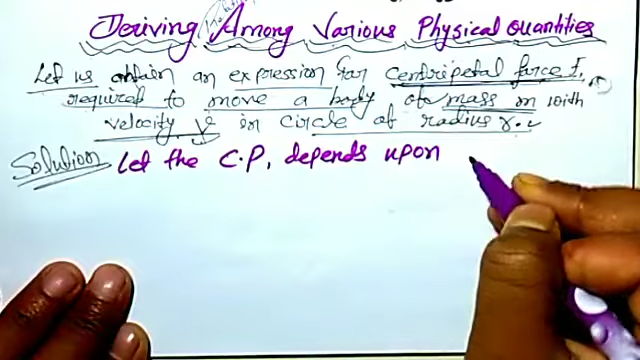 Deriving Among Various Physical Quantities
Let us obtain an expression for centripetal force F,
required to move a body of mass m with
velocity v in circle of radius r.
Solution Let the C.P, depends upon